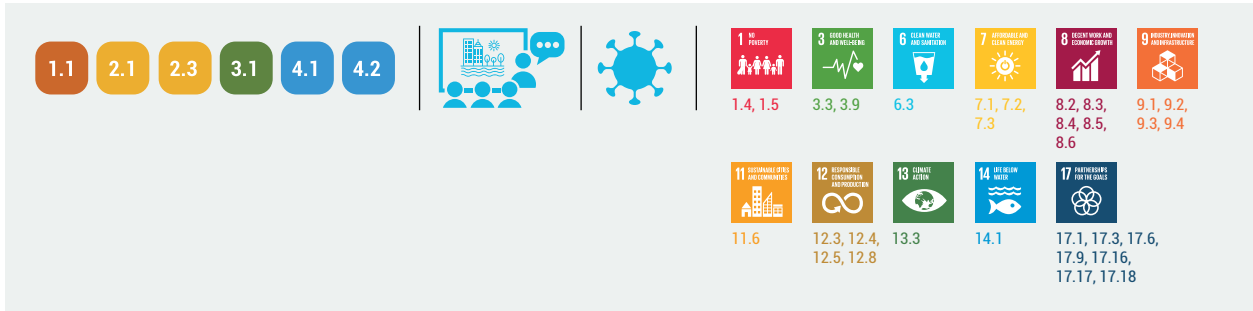 1.1 2.1 2.3 3.1 4.1 4.2
1 NO POVERTY
1.4, 1.5
3 GOOD HEALTH AND WELL-BEING
3.3, 3.9
6 CLEAN WATER AND SANITATION
6.3
7 AFFORDABLE AND CLEAN ENERGY
7.1, 7.2,
7.3
8 DECENT WORK AND ECONOMIC GROWTH
8.2, 8.3,
8.4, 8.5,
8.6
9 INDUSTRY, INNOVATION AND INFRASTRUCTURE
9.1, 9.2,
9.3, 9.4
11 SUSTAINABLE CITIES AND COMMUNITIES
11.6
12 RESPONSIBLE CONSUMPTION AND PRODUCTION
12.3, 12.4,
12.5, 12.8
13 CLIMATE ACTION
13.3
14 LIFE BELOW WATER
14.1
17 PARTNERSHIPS FOR THE GOALS
17.1, 17.3, 17.6,
17.9, 17.16,
17.17, 17.18